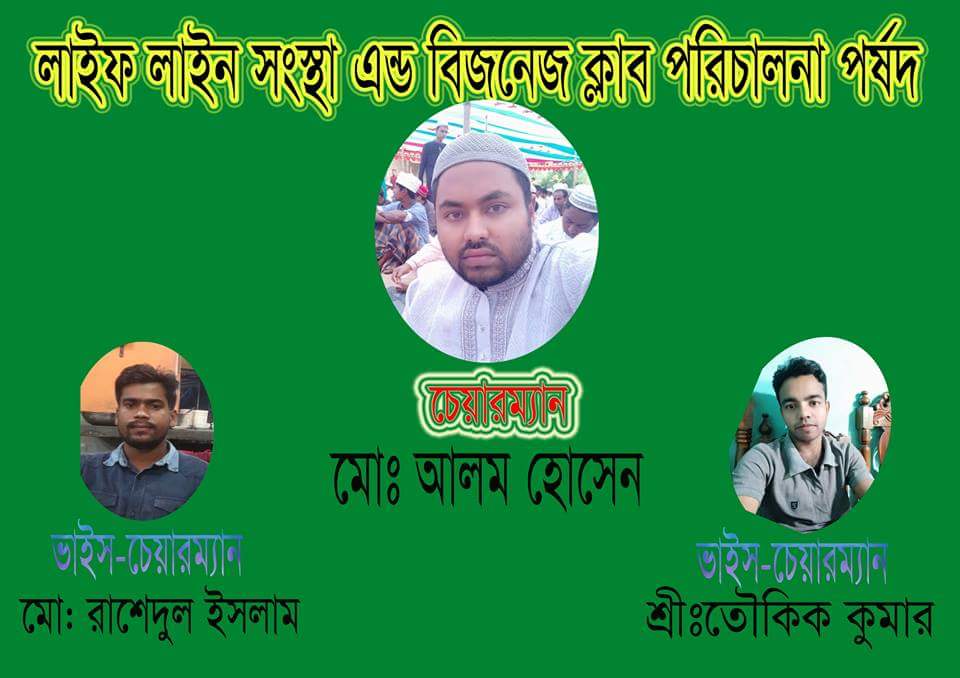 লাইফ লাইন সংস্থা এন্ড বিজনেজ ক্লাব পরিচালনা পর্ষদ
চেয়ারম্যান
মোঃ আলম হোসেন
ভাইস-চেয়ারম্যান
মো: রাশেদুল ইসলাম
ভাইস-চেয়ারম্যান
শ্রীঃতৌকিক কুমার